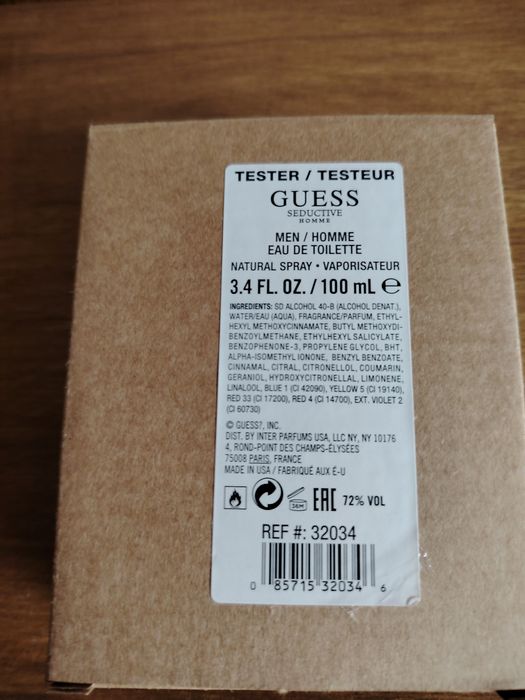 TESTER / TESTEUR
GUESS
SEDUCTIVE
HOMME
MEN / HOMME
EAU DE TOILETTE
NATURAL SPRAY • VAPORISATEUR
3.4 FL. OZ. / 100 mL ℮
INGREDIENTS: SD ALCOHOL 40-B (ALCOHOL DENAT.),
WATER/EAU (AQUA), FRAGRANCE/PARFUM, ETHYL-
HEXYL METHOXYCINNAMATE, BUTYL METHOXYDI-
BENZOYLMETHANE, ETHYLHEXYL SALICYLATE,
BENZOPHENONE-3, PROPYLENE GLYCOL, BHT,
ALPHA-ISOMETHYL IONONE, BENZYL BENZOATE,
CINNAMAL, CITRAL, CITRONELLOL, COUMARIN,
GERANIOL, HYDROXYCITRONELLAL, LIMONENE,
LINALOOL, BLUE 1 (CI 42090), YELLOW 5 (CI 19140),
RED 33 (CI 17200), RED 4 (CI 14700), EXT. VIOLET 2
(CI 60730)
© GUESS?, INC.
DIST. BY INTER PARFUMS USA, LLC NY, NY 10176
4, ROND-POINT DES CHAMPS-ÉLYSÉES
75008 PARIS, FRANCE
MADE IN USA / FABRIQUÉ AUX É-U
36M EAC 72% VOL
REF #: 32034
0 85715 32034 6